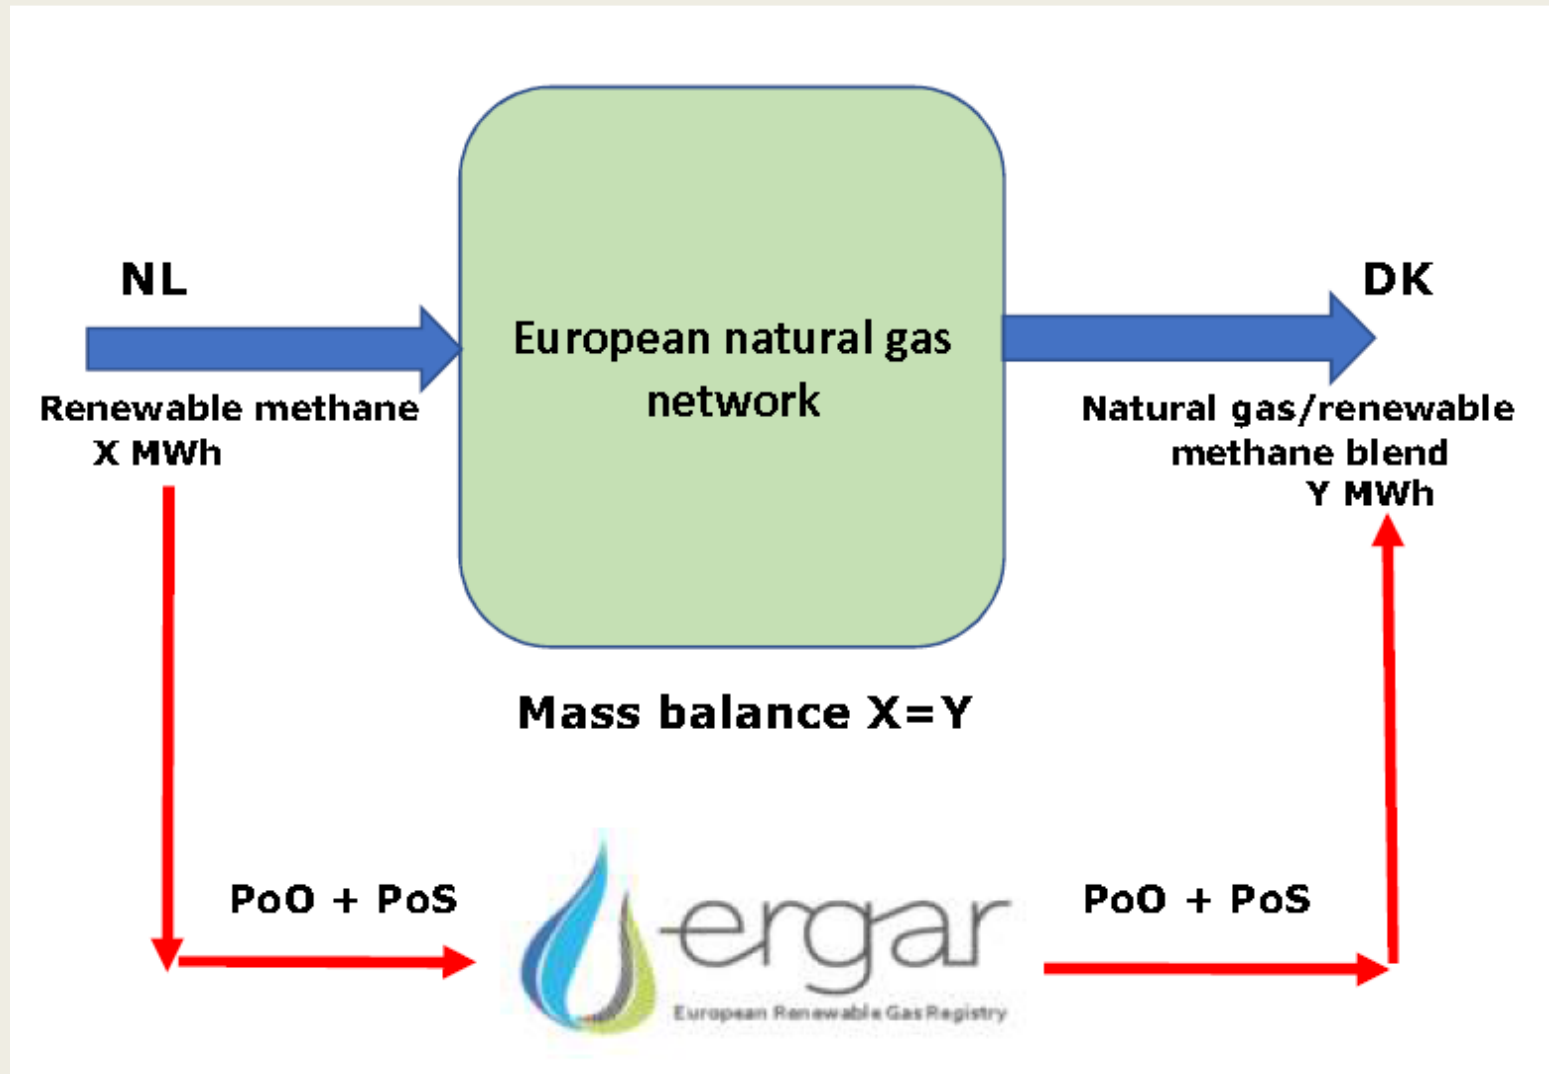 NL
DK
European natural gas
network
Renewable methane
X MWh
Natural gas/renewable
methane blend
Y MWh
Mass balance X=Y
PoO + PoS
PoO + PoS
ergar
European Renewable Gas Registry